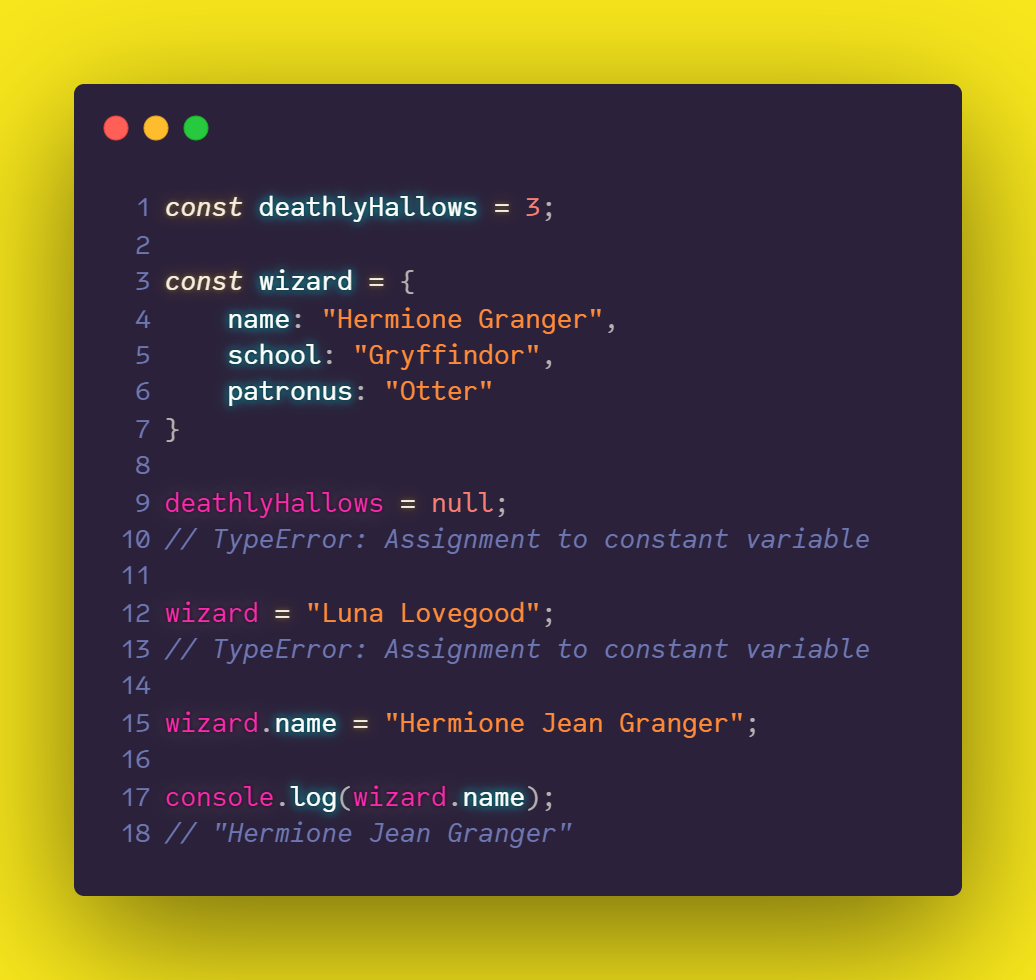 1 const deathlyHallows = 3;
2
3 const wizard = {
4     name: "Hermione Granger",
5     school: "Gryffindor",
6     patronus: "Otter"
7 }
8
9 deathlyHallows = null;
10 // TypeError: Assignment to constant variable
11
12 wizard = "Luna Lovegood";
13 // TypeError: Assignment to constant variable
14
15 wizard.name = "Hermione Jean Granger";
16
17 console.log(wizard.name);
18 // "Hermione Jean Granger"